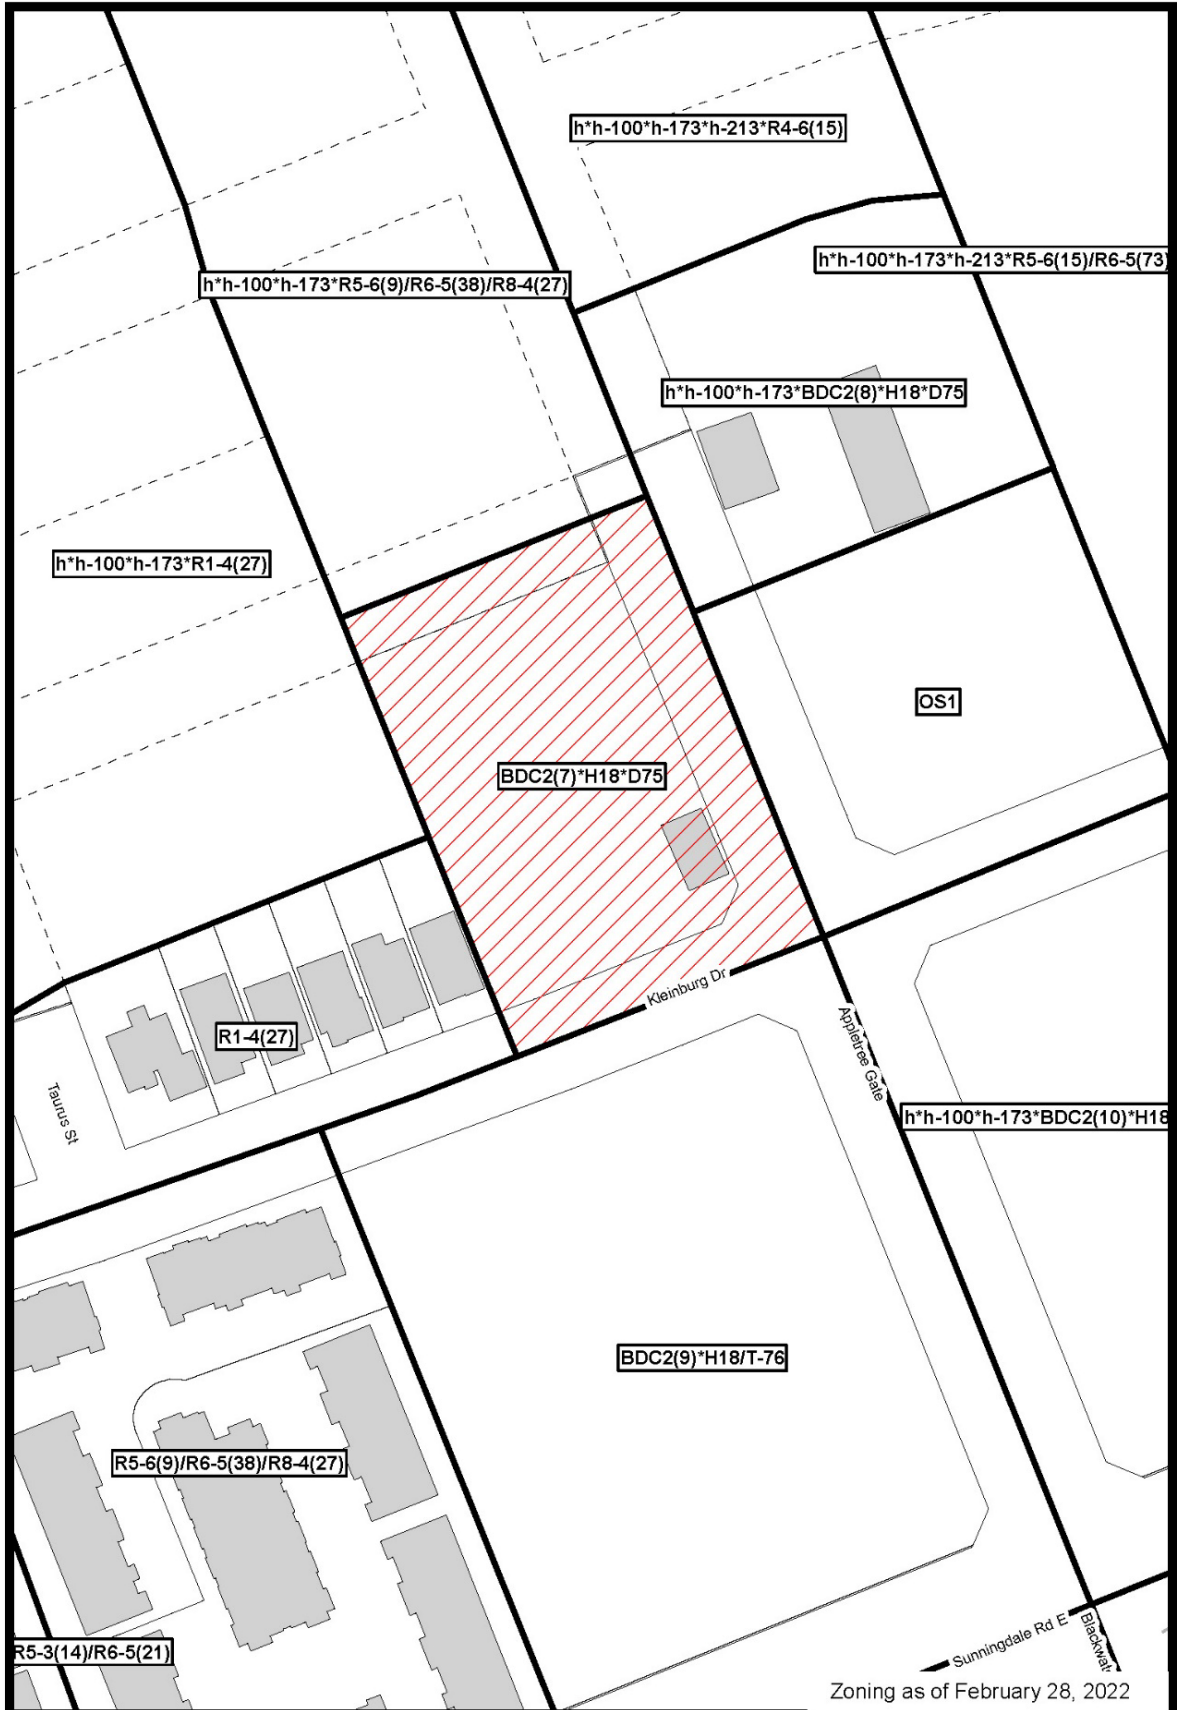 h*h-100*h-173*h-213*R4-6(15)
h*h-100*h-173*h-213*R5-6(15)/R6-5(73)
h*h-100*h-173*R5-6(9)/R6-5(38)/R8-4(27)
h*h-100*h-173*BDC2(8)*H18*D75
h*h-100*h-173*R1-4(27)
OS1
BDC2(7)*H18*D75
Kleinburg Dr
R1-4(27)
Appletree Gate
Taurus St
h*h-100*h-173*BDC2(10)*H18
BDC2(9)*H18/T-76
R5-6(9)/R6-5(38)/R8-4(27)
R5-3(14)/R6-5(21)
Sunningdale Rd E
Zoning as of February 28, 2022